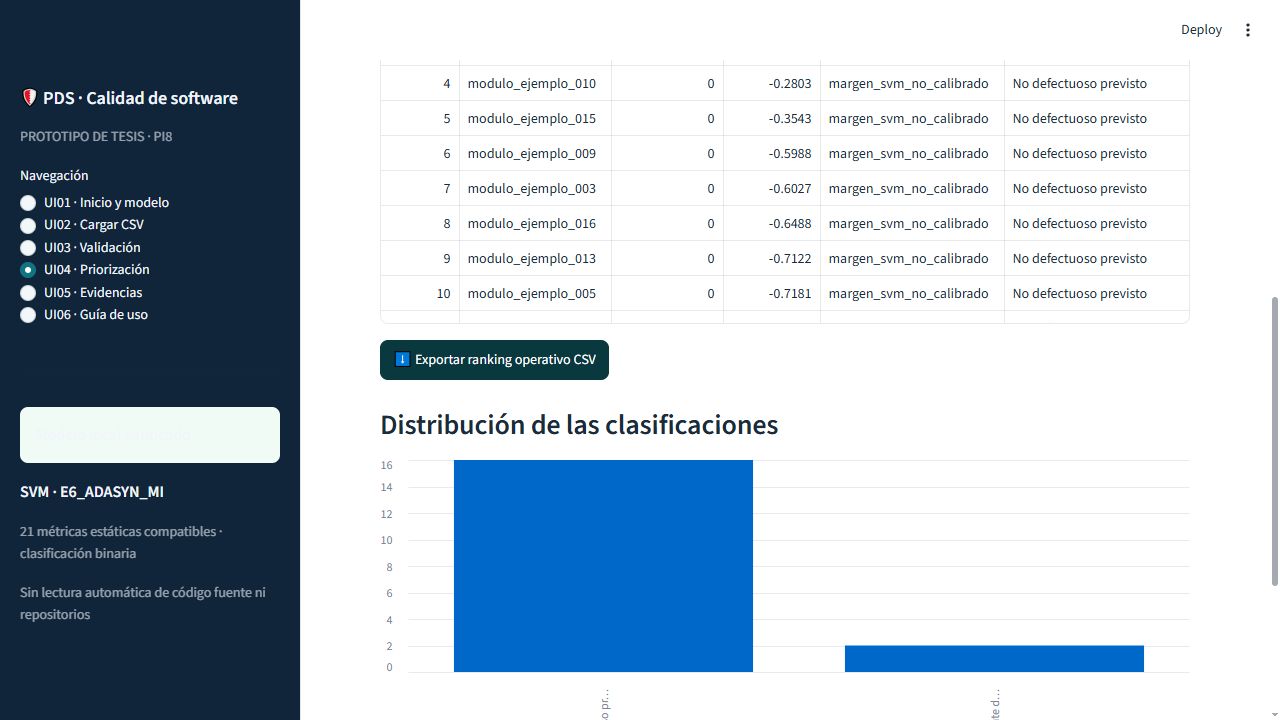 Deploy
PDS · Calidad de software
PROTOTIPO DE TESIS · PI8
Navegación
UI01 · Inicio y modelo
UI02 · Cargar CSV
UI03 · Validación
UI04 · Priorización
UI05 · Evidencias
UI06 · Guía de uso
SVM · E6_ADASYN_MI
21 métricas estáticas compatibles ·
clasificación binaria
Sin lectura automática de código fuente ni
repositorios
4 modulo_ejemplo_010 0 -0.2803 margen_svm_no_calibrado No defectuoso previsto
5 modulo_ejemplo_015 0 -0.3543 margen_svm_no_calibrado No defectuoso previsto
6 modulo_ejemplo_009 0 -0.5988 margen_svm_no_calibrado No defectuoso previsto
7 modulo_ejemplo_003 0 -0.6027 margen_svm_no_calibrado No defectuoso previsto
8 modulo_ejemplo_016 0 -0.6488 margen_svm_no_calibrado No defectuoso previsto
9 modulo_ejemplo_013 0 -0.7122 margen_svm_no_calibrado No defectuoso previsto
10 modulo_ejemplo_005 0 -0.7181 margen_svm_no_calibrado No defectuoso previsto
Exportar ranking operativo CSV
Distribución de las clasificaciones
16
14
12
10
8
6
4
2
0